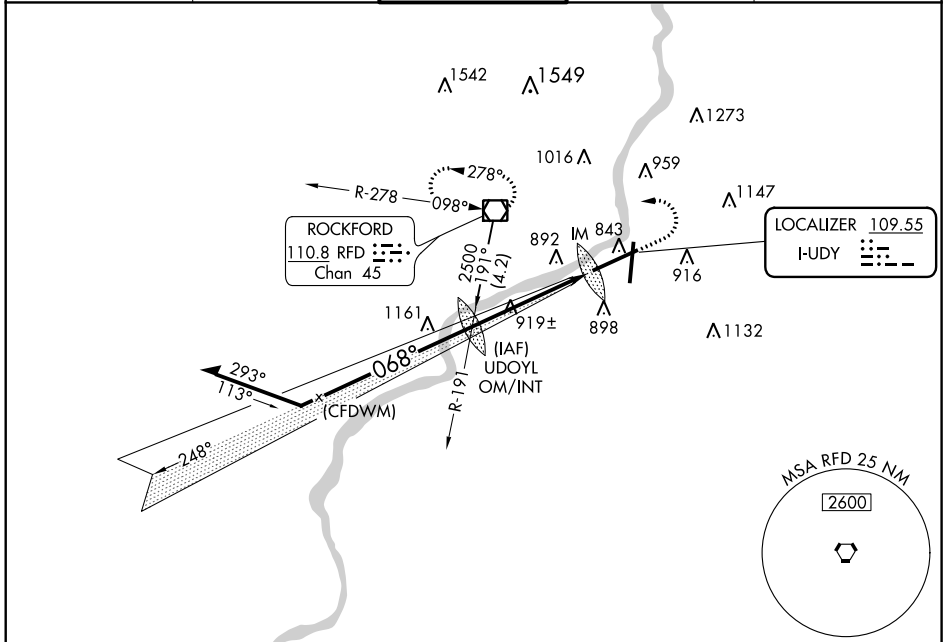 1542
1549
1273
1016
959
1147
278°
R-278
098°
ROCKFORD
110.8 RFD
Chan 45
LOCALIZER 109.55
I-UDY
892
IM
843
916
2500
191°
(4.2)
1161
919±
898
1132
(IAF)
UDOYL
OM/INT
068°
293°
113°
(CFDWM)
R-191
248°
MSA RFD 25 NM
2600